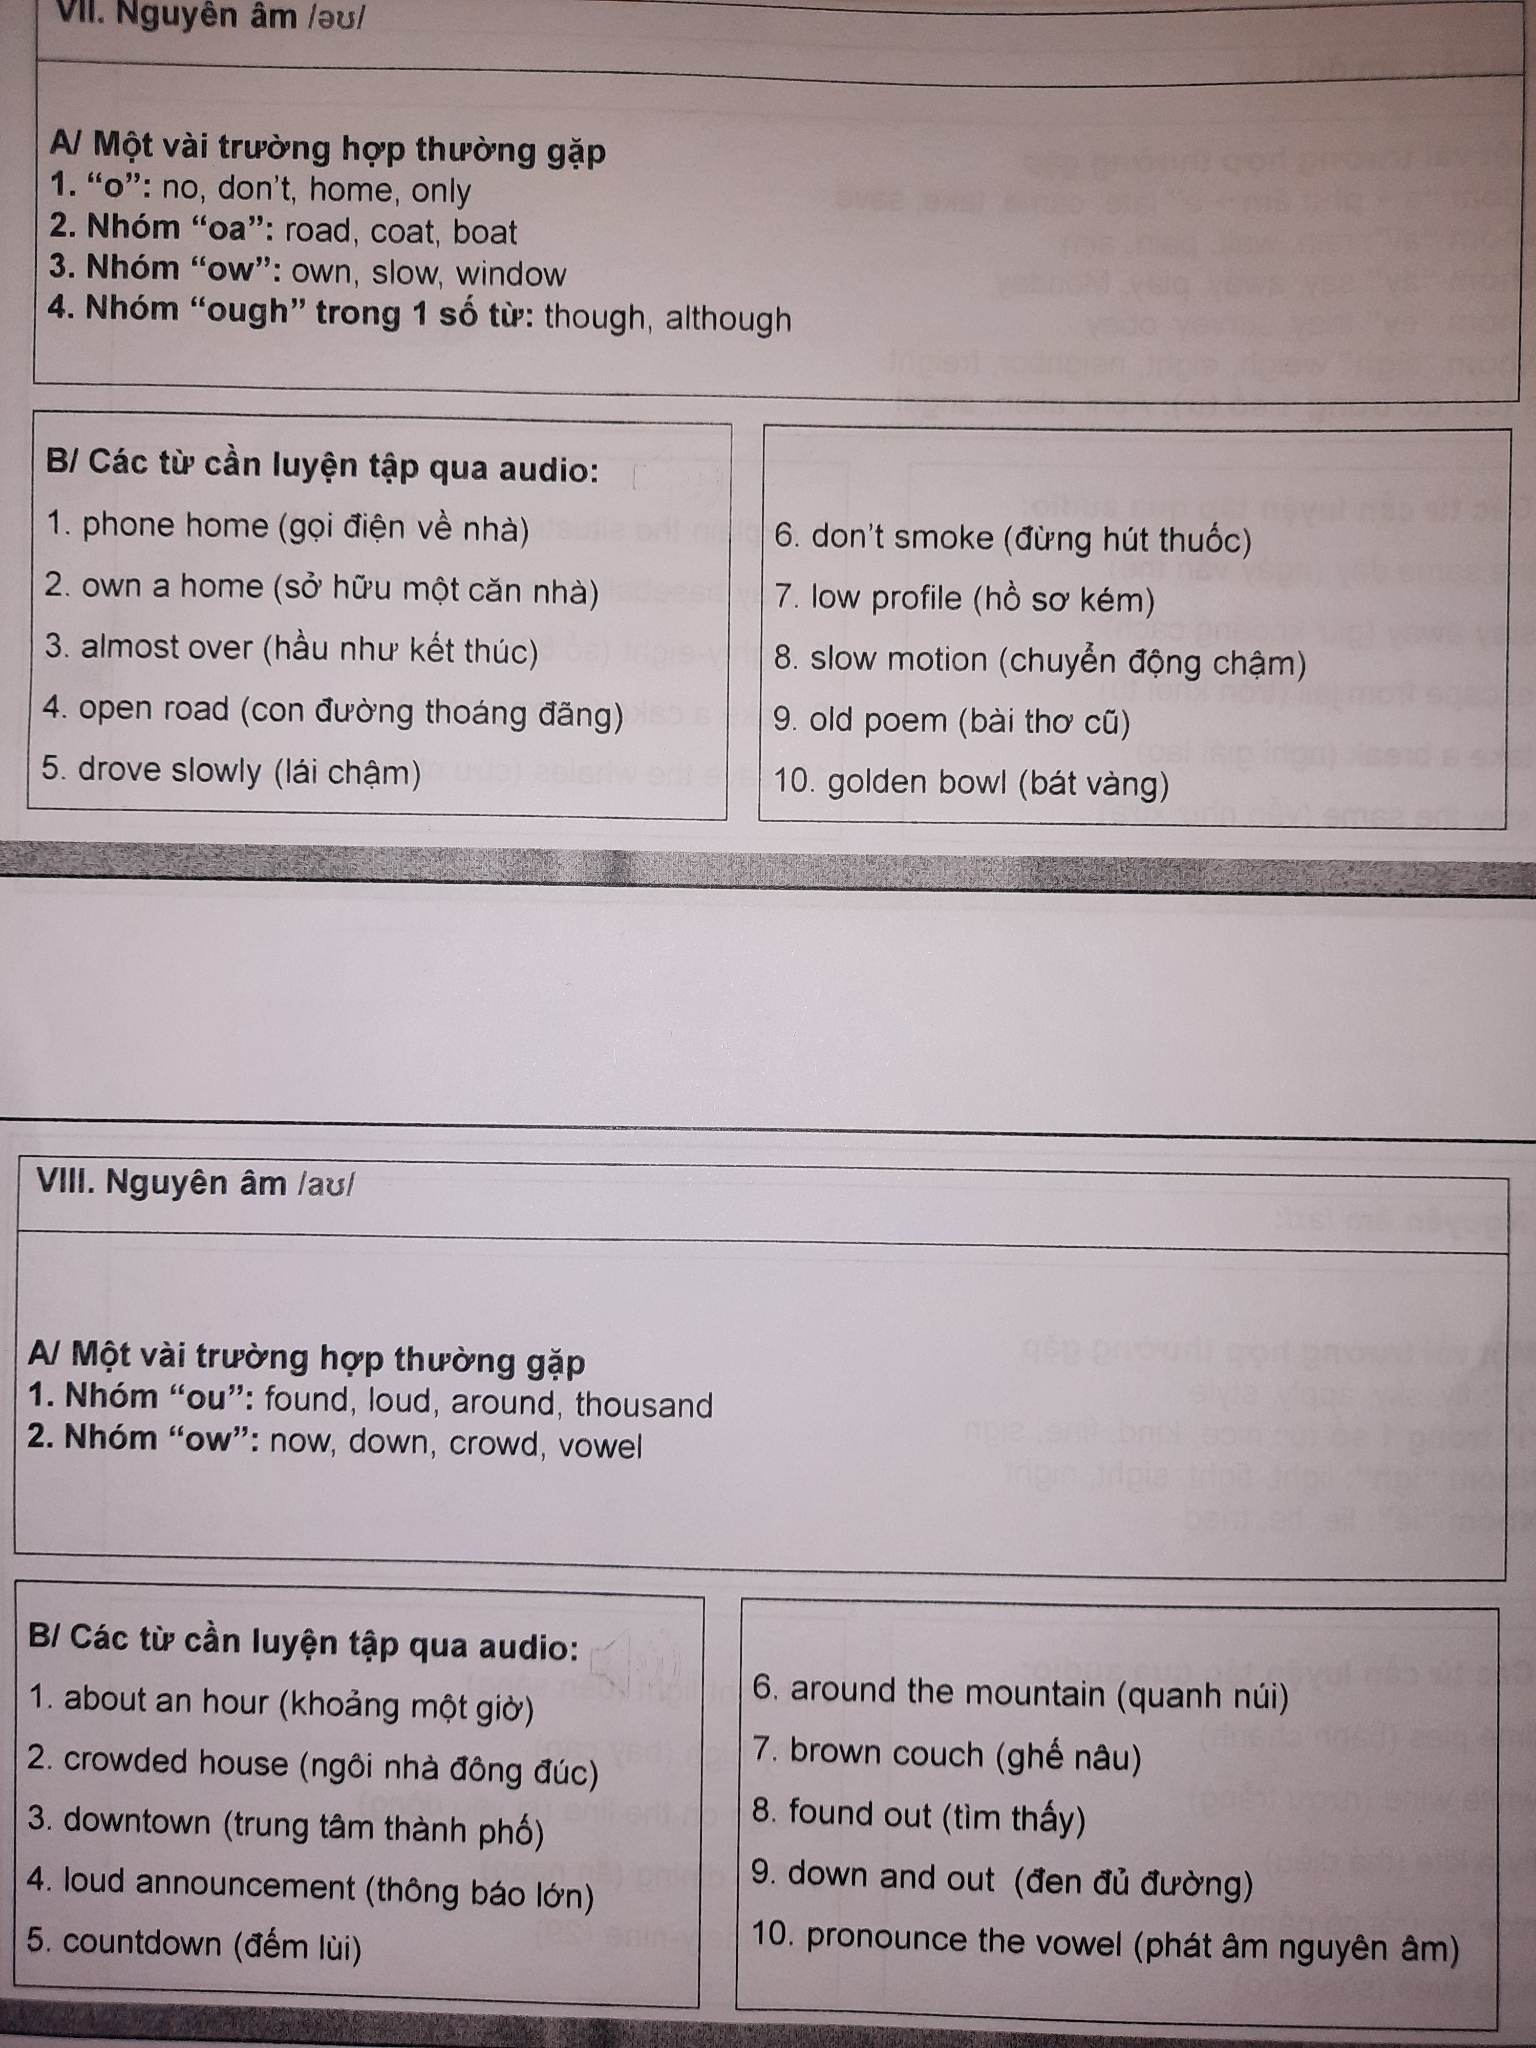 VII. Nguyên âm /əʊ/
A/ Một vài trường hợp thường gặp
1. “o”: no, don't, home, only
2. Nhóm “oa”: road, coat, boat
3. Nhóm “ow”: own, slow, window
4. Nhóm “ough” trong 1 số từ: though, although
B/ Các từ cần luyện tập qua audio:
1. phone home (gọi điện về nhà)
2. own a home (sở hữu một căn nhà)
3. almost over (hầu như kết thúc)
4. open road (con đường thoáng đãng)
5. drove slowly (lái chậm)
6. don't smoke (đừng hút thuốc)
7. low profile (hồ sơ kém)
8. slow motion (chuyển động chậm)
9. old poem (bài thơ cũ)
10. golden bowl (bát vàng)
VIII. Nguyên âm /aʊ/
A/ Một vài trường hợp thường gặp
1. Nhóm “ou”: found, loud, around, thousand
2. Nhóm “ow”: now, down, crowd, vowel
B/ Các từ cần luyện tập qua audio:
1. about an hour (khoảng một giờ)
2. crowded house (ngôi nhà đông đúc)
3. downtown (trung tâm thành phố)
4. loud announcement (thông báo lớn)
5. countdown (đếm lùi)
6. around the mountain (quanh núi)
7. brown couch (ghế nâu)
8. found out (tìm thấy)
9. down and out (đen đủ đường)
10. pronounce the vowel (phát âm nguyên âm)